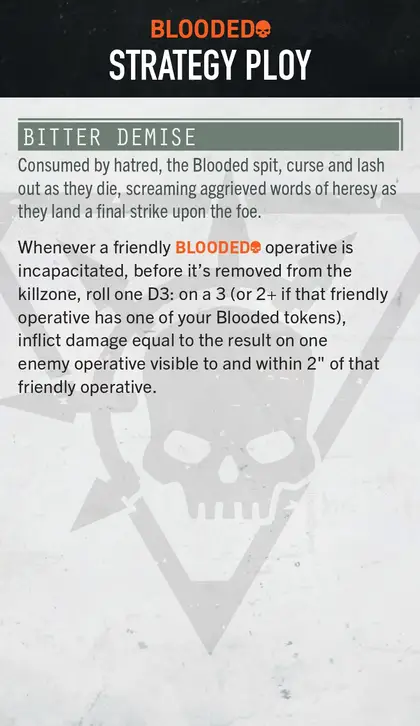 BLOODED
STRATEGY PLOY
BITTER DEMISE
Consumed by hatred, the Blooded spit, curse and lash
out as they die, screaming aggrieved words of heresy as
they land a final strike upon the foe.
Whenever a friendly BLOODED operative is
incapacitated, before it’s removed from the
killzone, roll one D3: on a 3 (or 2+ if that friendly
operative has one of your Blooded tokens),
inflict damage equal to the result on one
enemy operative visible to and within 2" of that
friendly operative.